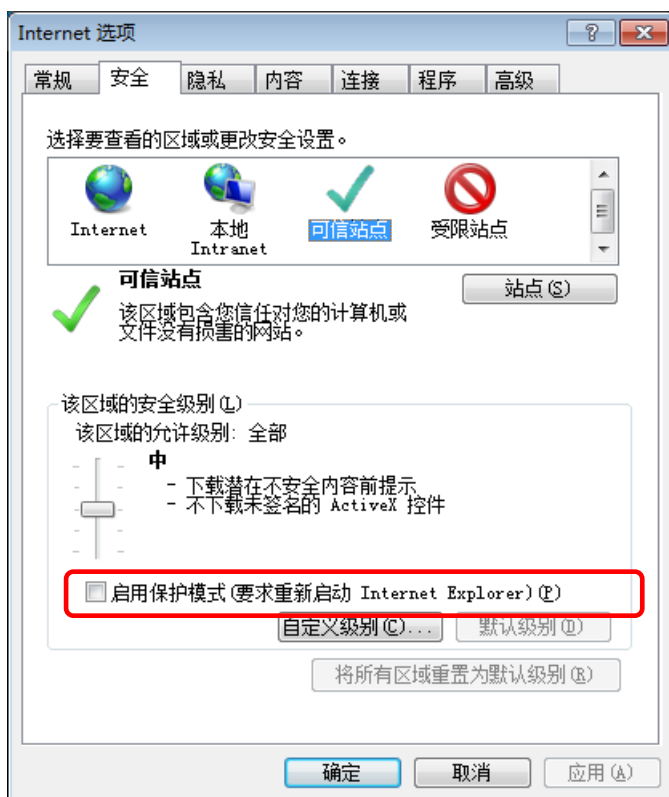 Internet 选项
常规 安全 隐私 内容 连接 程序 高级
选择要查看的区域或更改安全设置。
Internet 本地 Intranet 可信站点 受限站点
可信站点
站点(S)
该区域包含您信任对您的计算机或
文件没有损害的网站。
该区域的安全级别(L)
该区域的允许级别: 全部
中
- 下载潜在不安全内容前提示
- 不下载未签名的 ActiveX 控件
启用保护模式(要求重新启动 Internet Explorer)(P)
自定义级别(C)... 默认级别(D)
将所有区域重置为默认级别(R)
确定 取消 应用(A)